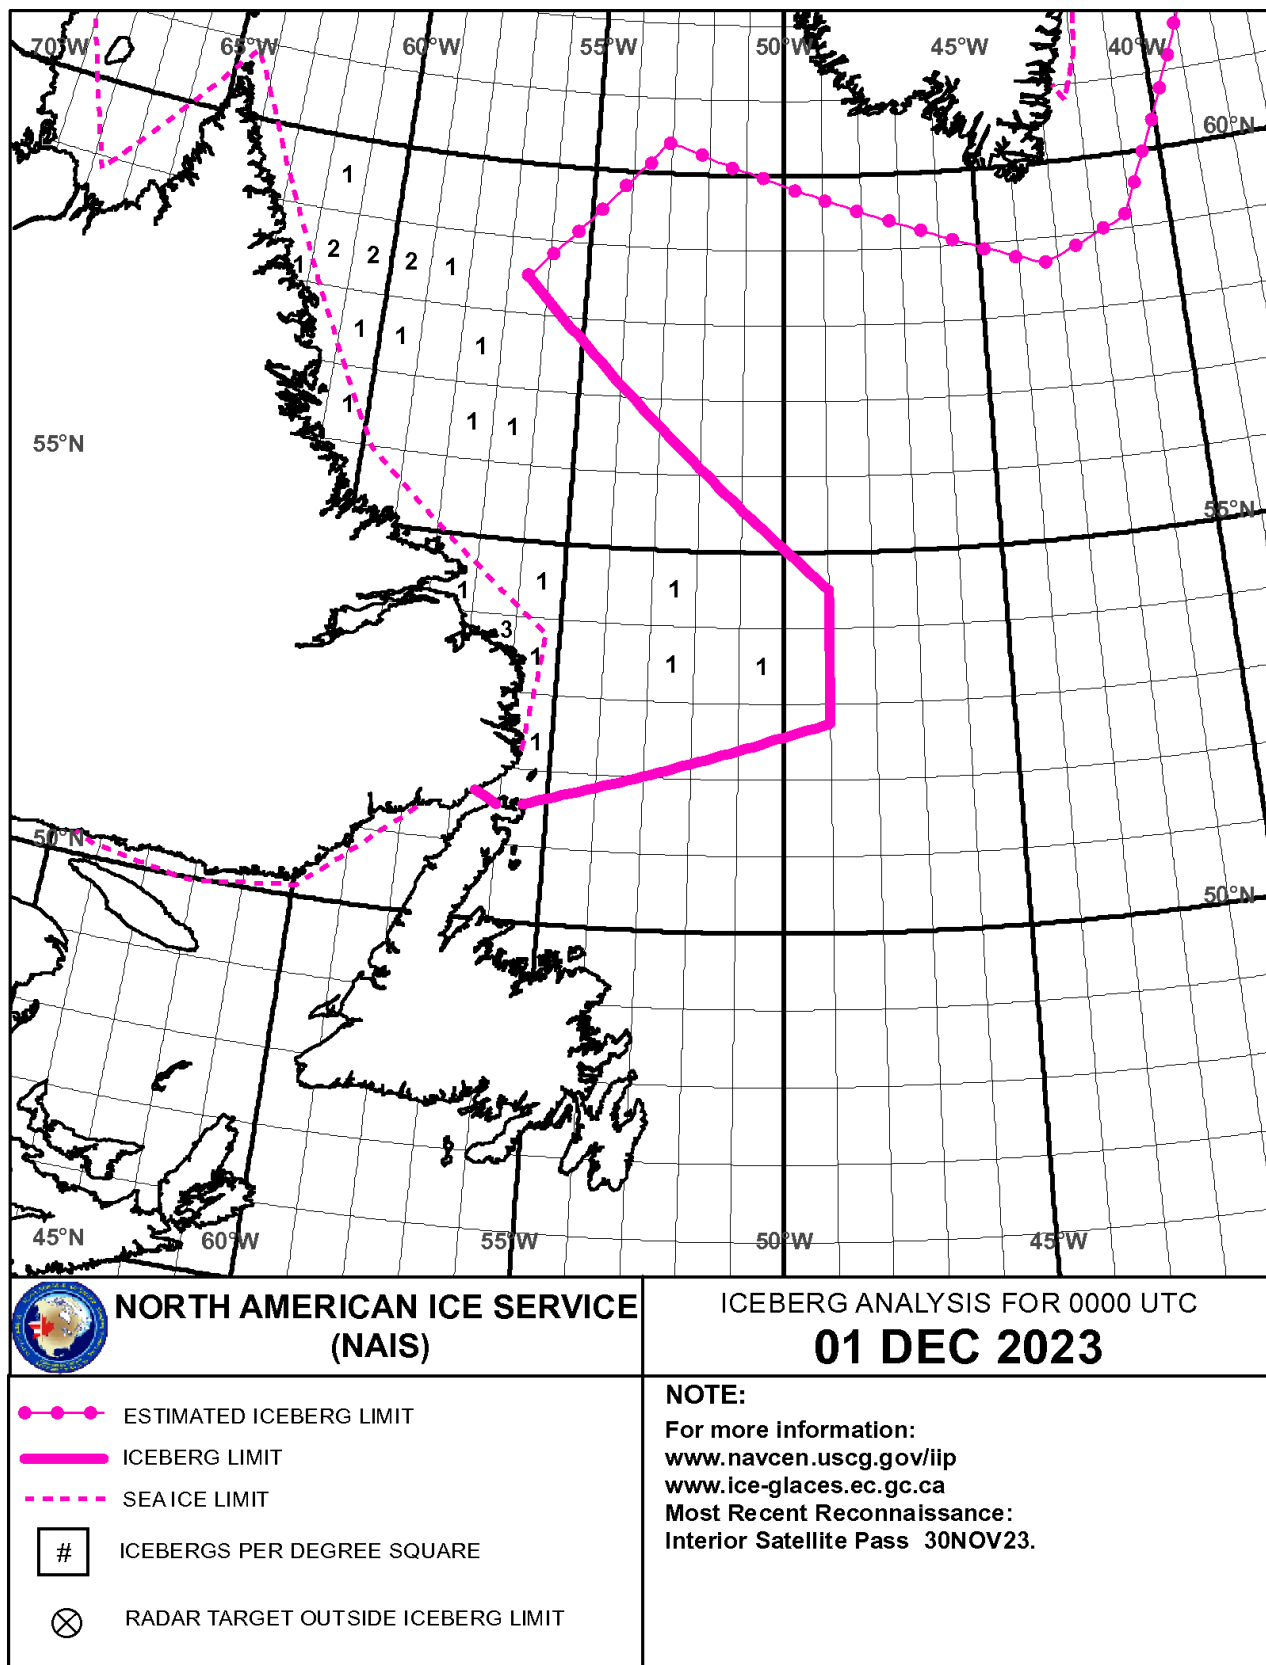 70°W 65°W 60°W 55°W 50°W 45°W 40°W
60°N
1
1 2 2 2 1
1 1 1
1 1 1
55°N
55°N
1 1 1
3
1 1 1
1
50°N
50°N
45°N 60°W 55°W 50°W 45°W
NORTH AMERICAN ICE SERVICE
(NAIS)
ICEBERG ANALYSIS FOR 0000 UTC
01 DEC 2023
ESTIMATED ICEBERG LIMIT
ICEBERG LIMIT
SEA ICE LIMIT
# ICEBERGS PER DEGREE SQUARE
RADAR TARGET OUTSIDE ICEBERG LIMIT
NOTE:
For more information:
www.navcen.uscg.gov/iip
www.ice-glaces.ec.gc.ca
Most Recent Reconnaissance:
Interior Satellite Pass 30NOV23.